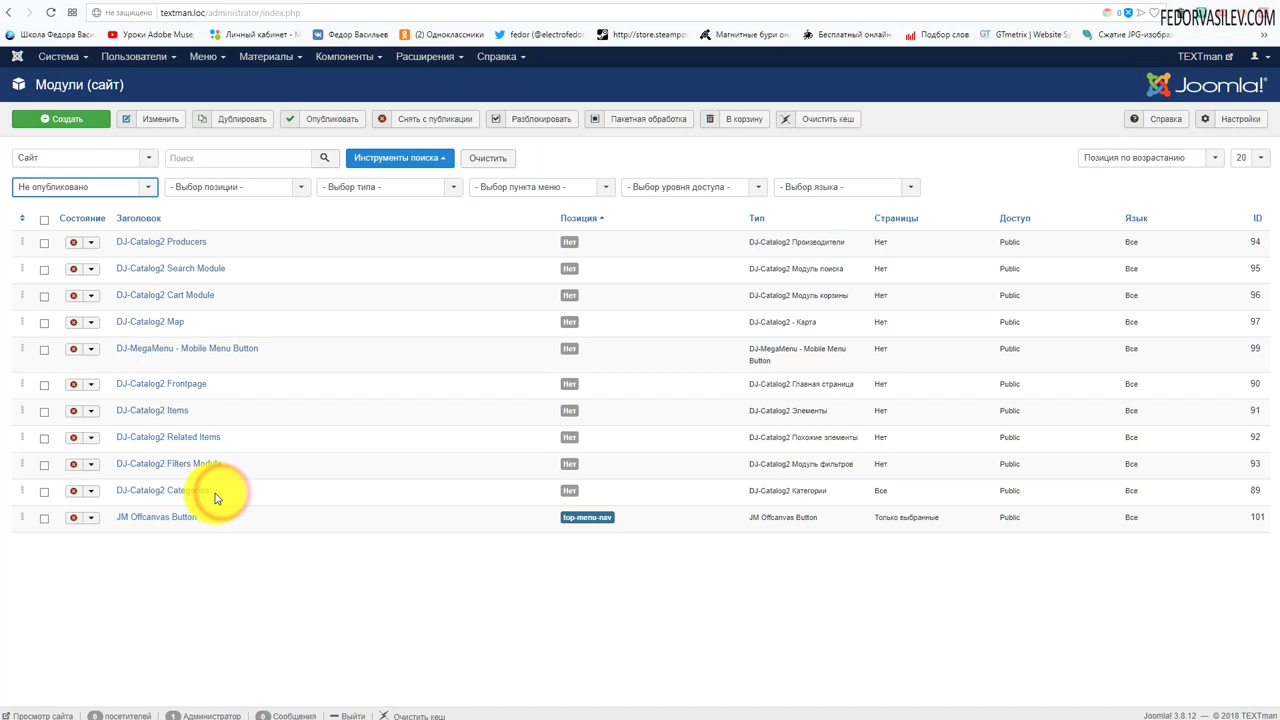 Не защищено textman.loc/administrator/index.php
FEDORVASILEV.COM
Школа Федора Васил Уроки Adobe Muse. Личный кабинет - М Федор Васильев (2) Одноклассники fedor (@electrofedor http://store.steampo Магнитные бури он Бесплатный онлайн Подбор слов GTmetrix | Website S Сжатие JPG-изобра
Система Пользователи Меню Материалы Компоненты Расширения Справка TEXTman
Модули (сайт) Joomla!
Создать Изменить Дублировать Опубликовать Снять с публикации Разблокировать Пакетная обработка В корзину Очистить кеш Справка Настройки
Сайт Поиск Инструменты поиска Очистить Позиция по возрастанию 20
Не опубликовано - Выбор позиции - - Выбор типа - - Выбор пункта меню - - Выбор уровня доступа - - Выбор языка -
Состояние Заголовок Позиция Тип Страницы Доступ Язык ID
DJ-Catalog2 Producers Нет DJ-Catalog2 Производители Нет Public Все 94
DJ-Catalog2 Search Module Нет DJ-Catalog2 Модуль поиска Нет Public Все 95
DJ-Catalog2 Cart Module Нет DJ-Catalog2 Модуль корзины Нет Public Все 96
DJ-Catalog2 Map Нет DJ-Catalog2 - Карта Нет Public Все 97
DJ-MegaMenu - Mobile Menu Button Нет DJ-MegaMenu - Mobile Menu Нет Public Все 99
Button
DJ-Catalog2 Frontpage Нет DJ-Catalog2 Главная страница Нет Public Все 90
DJ-Catalog2 Items Нет DJ-Catalog2 Элементы Нет Public Все 91
DJ-Catalog2 Related Items Нет DJ-Catalog2 Похожие элементы Нет Public Все 92
DJ-Catalog2 Filters Module Нет DJ-Catalog2 Модуль фильтров Нет Public Все 93
DJ-Catalog2 Categories Нет DJ-Catalog2 Категории Все Public Все 89
JM Offcanvas Button top-menu-nav JM Offcanvas Button Только выбранные Public Все 101
Просмотр сайта 0 посетителей 1 Администратор 0 Сообщения Выйти Очистить кеш Joomla! 3.8.12 — © 2018 TEXTman